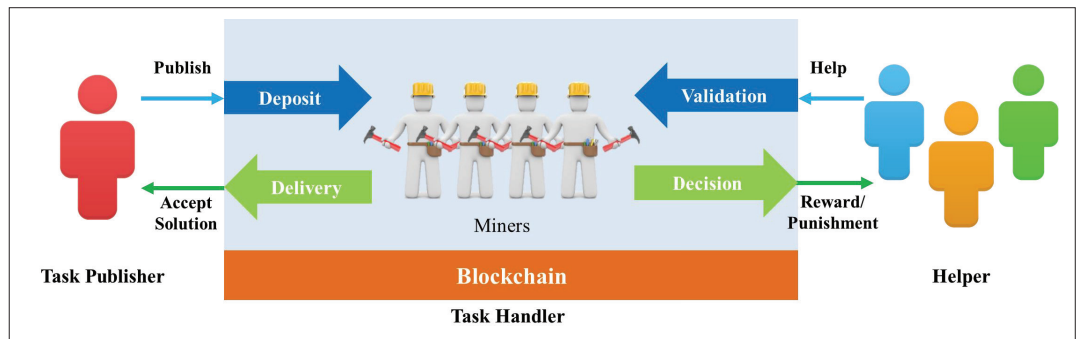 Publish
Deposit
Validation
Help
Delivery
Decision
Accept
Solution
Miners
Reward/
Punishment
Task Publisher
Blockchain
Helper
Task Handler